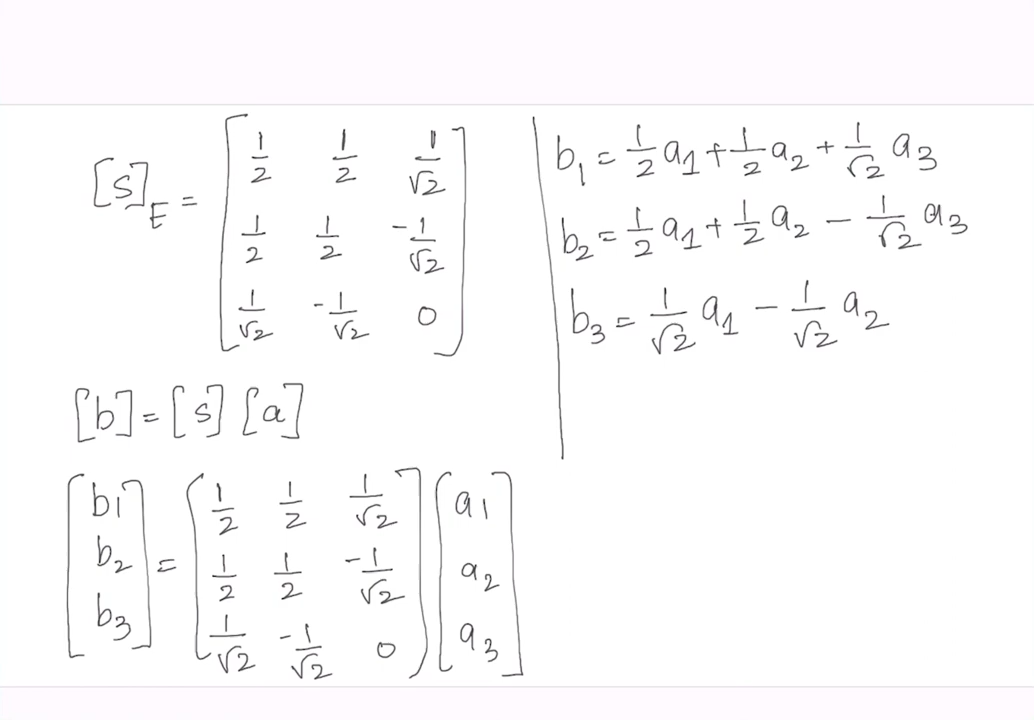 [S]E = [1/2 1/2 1/√2
1/2 1/2 -1/√2
1/√2 -1/√2 0]
[b] = [s] [a]
[b1
b2
b3] = [1/2 1/2 1/√2
1/2 1/2 -1/√2
1/√2 -1/√2 0] [a1
a2
a3]
b1 = 1/2 a1 + 1/2 a2 + 1/√2 a3
b2 = 1/2 a1 + 1/2 a2 - 1/√2 a3
b3 = 1/√2 a1 - 1/√2 a2